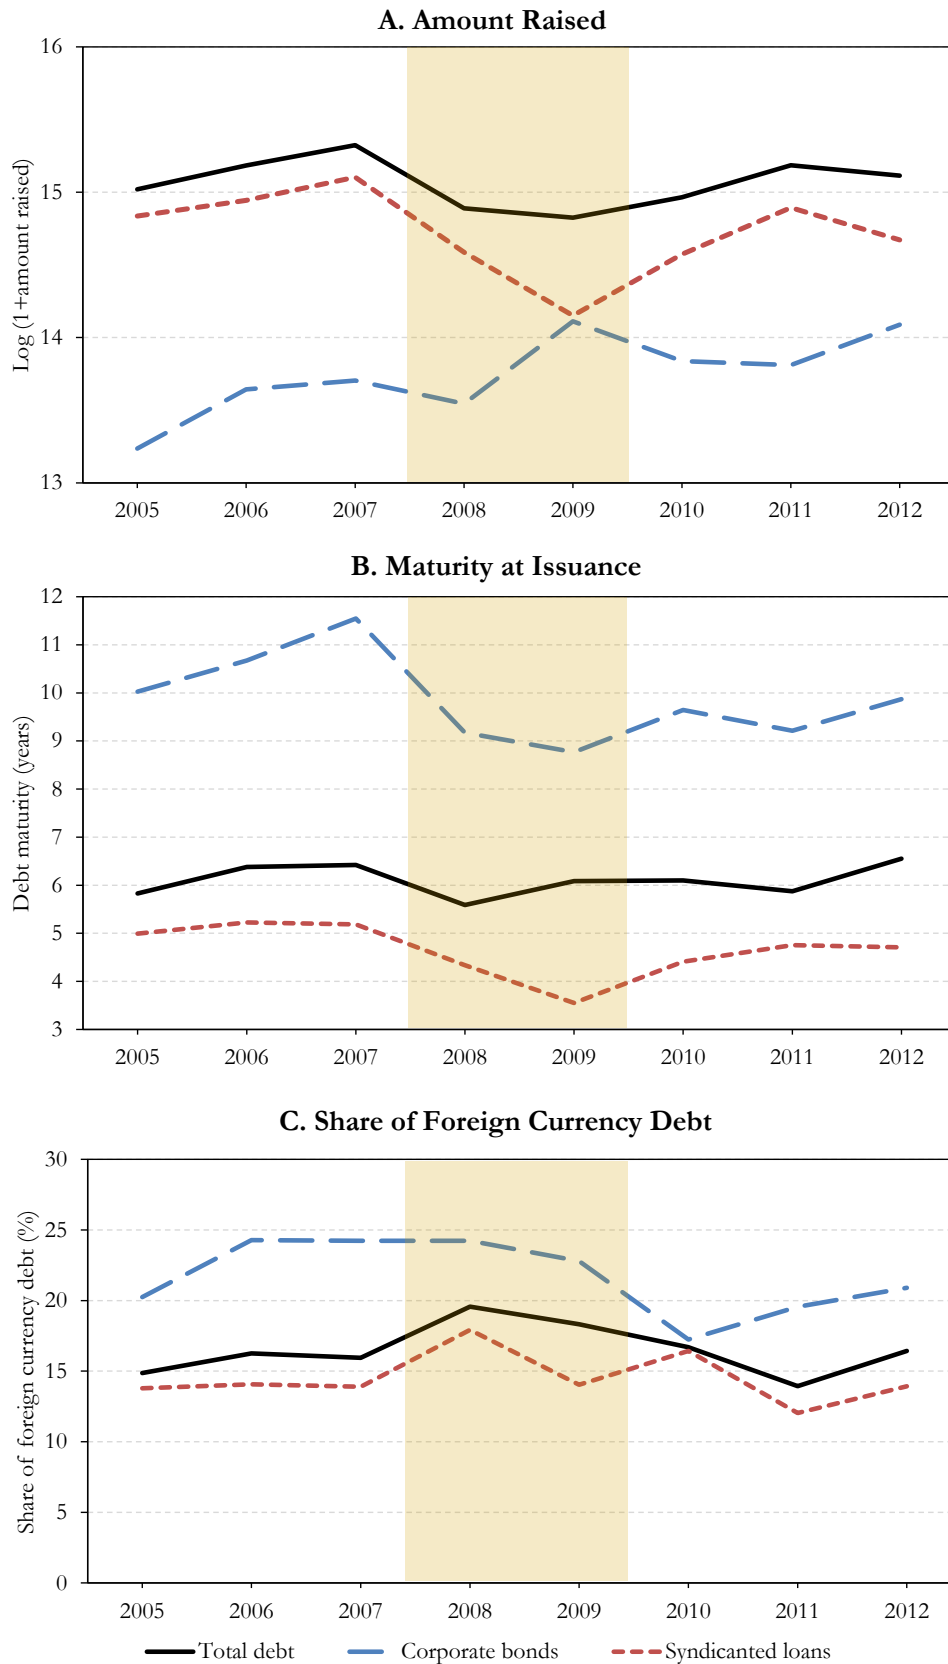 A. Amount Raised
Log (1+amount raised)
16
15
14
13
2005 2006 2007 2008 2009 2010 2011 2012
B. Maturity at Issuance
Debt maturity (years)
12
11
10
9
8
7
6
5
4
3
2005 2006 2007 2008 2009 2010 2011 2012
C. Share of Foreign Currency Debt
Share of foreign currency debt (%)
30
25
20
15
10
5
0
2005 2006 2007 2008 2009 2010 2011 2012
Total debt Corporate bonds Syndicanted loans